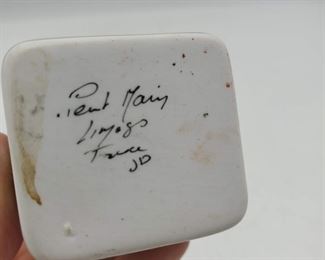 Peint Main
Limoges
France
JD